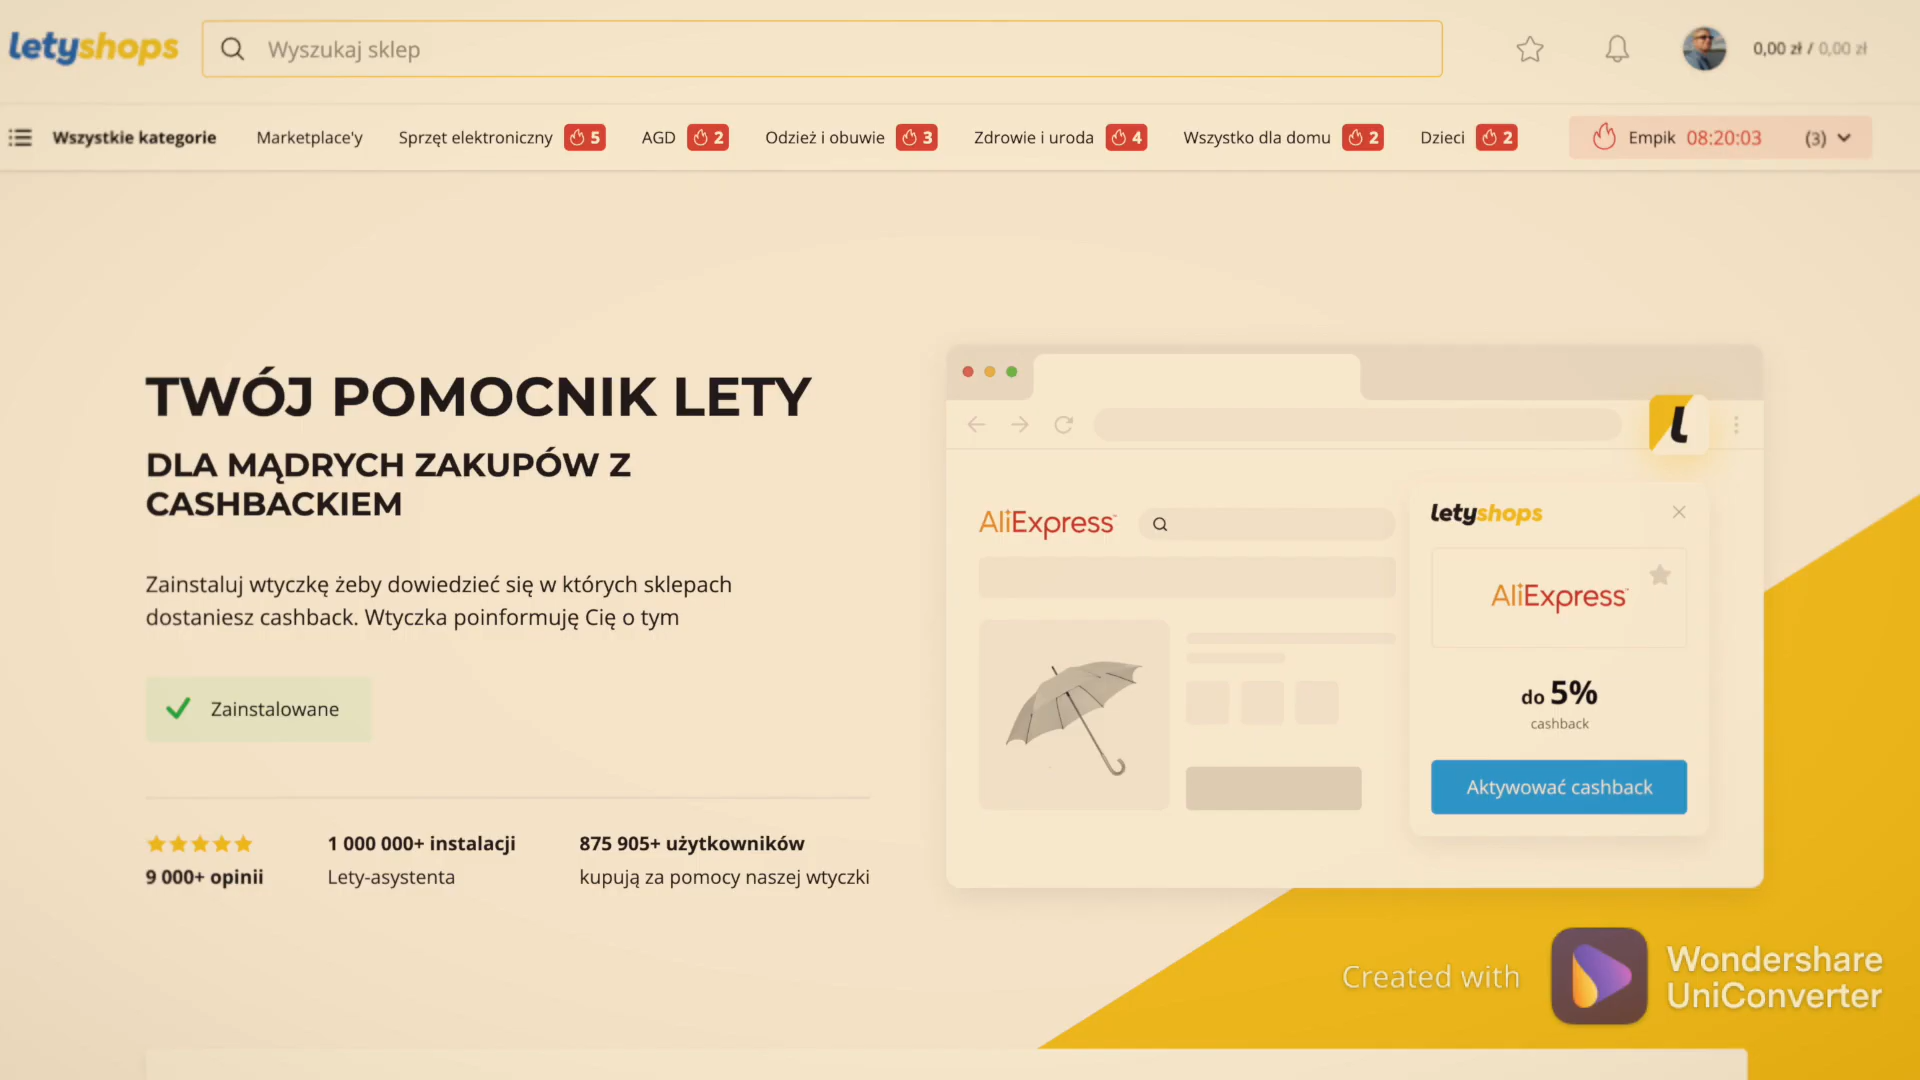 letyshops
Wyszukaj sklep
0,00 zł / 0,00 zł
Wszystkie kategorie
Marketplace'y
Sprzęt elektroniczny 5
AGD 2
Odzież i obuwie 3
Zdrowie i uroda 4
Wszystko dla domu 2
Dzieci 2
Empik 08:20:03 (3)
TWÓJ POMOCNIK LETY
DLA MĄDRYCH ZAKUPÓW Z
CASHBACKIEM
Zainstaluj wtyczkę żeby dowiedzieć się w których sklepach
dostaniesz cashback. Wtyczka poinformuję Cię o tym
Zainstalowane
9 000+ opinii
1 000 000+ instalacji
Lety-asystenta
875 905+ użytkowników
kupują za pomocy naszej wtyczki
l
AliExpress
letyshops
AliExpress
do 5%
cashback
Aktywować cashback
Created with
Wondershare
UniConverter